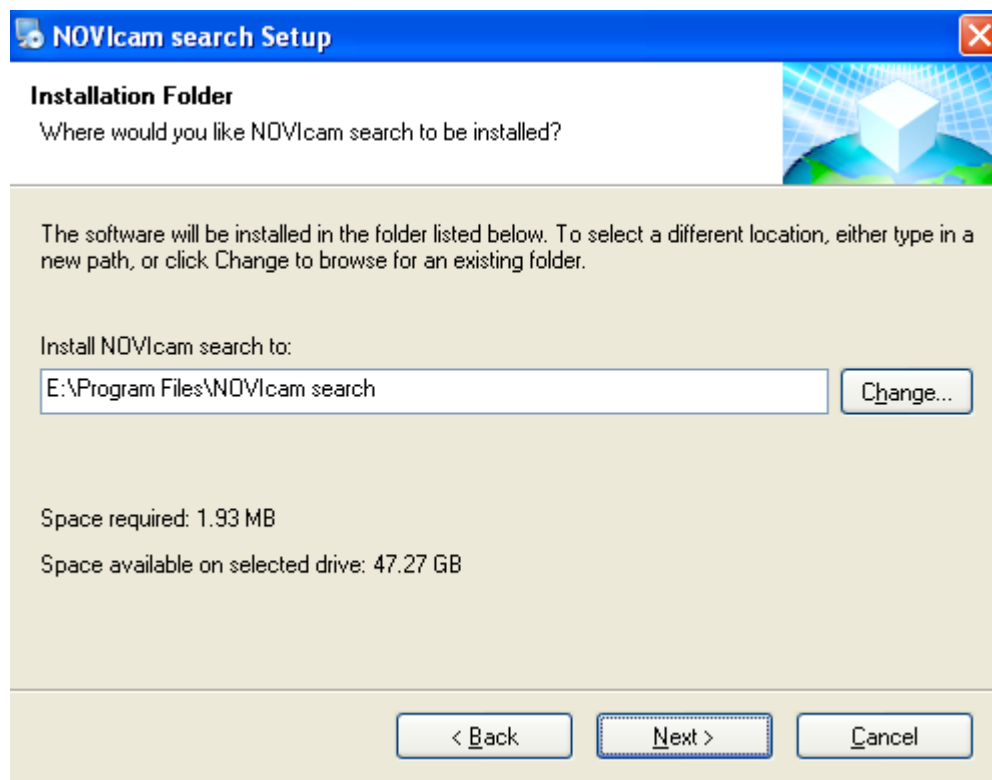 NOVIcam search Setup
Installation Folder
Where would you like NOVIcam search to be installed?
The software will be installed in the folder listed below. To select a different location, either type in a
new path, or click Change to browse for an existing folder.
Install NOVIcam search to:
E:\Program Files\NOVIcam search
Change...
Space required: 1.93 MB
Space available on selected drive: 47.27 GB
< Back
Next >
Cancel